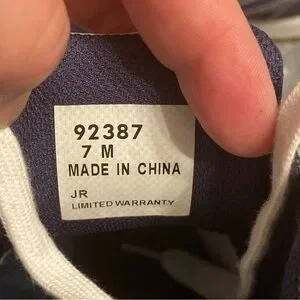 92387
7 M
MADE IN CHINA
JR
LIMITED WARRANTY